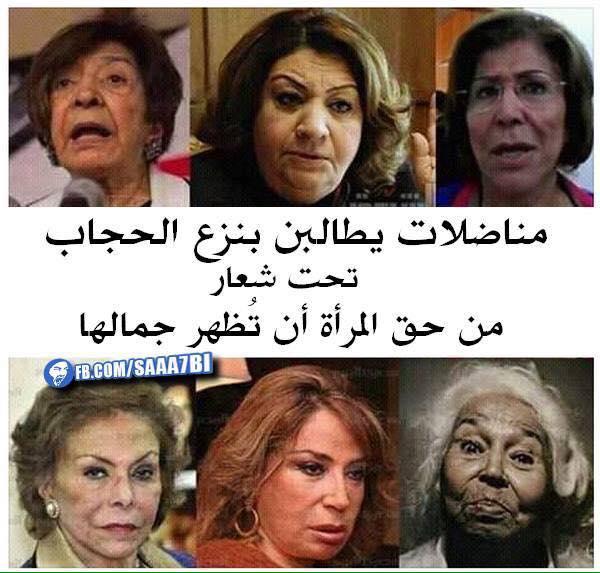 مناضلات يطالبن بنزع الحجاب
تحت شعار
من حق المرأة أن تُظهر جمالها
FB.COM/SAAA7BI